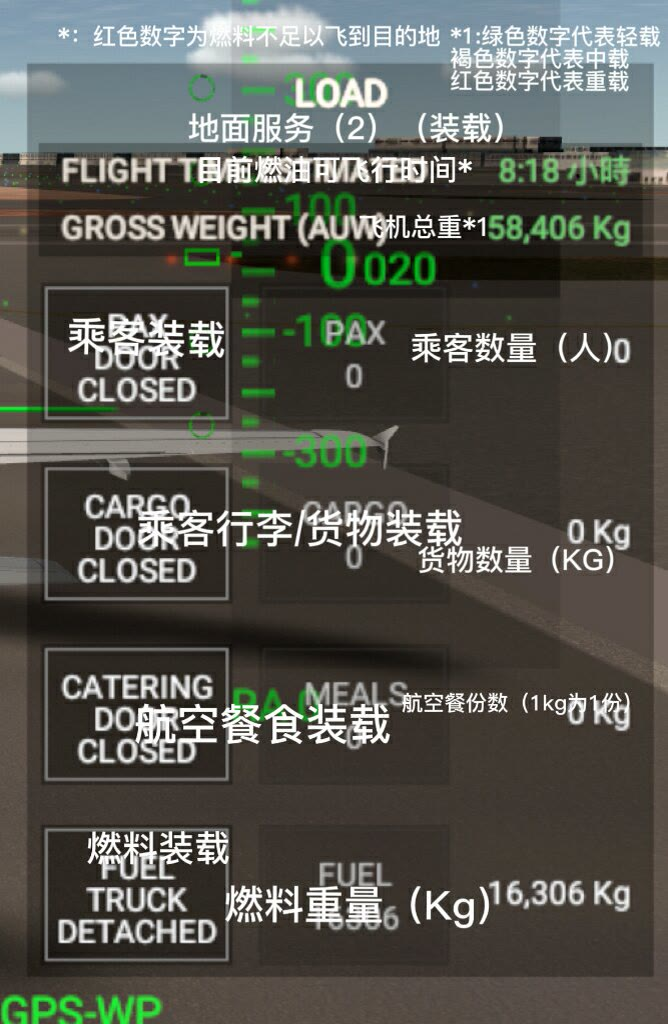 *：红色数字为燃料不足以飞到目的地
*1:绿色数字代表轻载
褐色数字代表中载
红色数字代表重载
LOAD
地面服务（2）（装载）
FLIGHT
目前燃油可飞行时间*
8:18 小時
GROSS WEIGHT (AUW)
飞机总重*1
58,406 Kg
100
0 020
PAX
DOOR
CLOSED
乘客装载
-100
PAX
0
乘客数量（人）
0
-300
CARGO
DOOR
CLOSED
乘客行李/货物装载
CARGO
0
0 Kg
货物数量（KG）
CATERING
DOOR
CLOSED
航空餐食装载
RA 0
MEALS
0
航空餐份数（1kg为1份）
0 Kg
燃料装载
FUEL
TRUCK
DETACHED
FUEL
16306
燃料重量（Kg）
16,306 Kg
GPS-WP